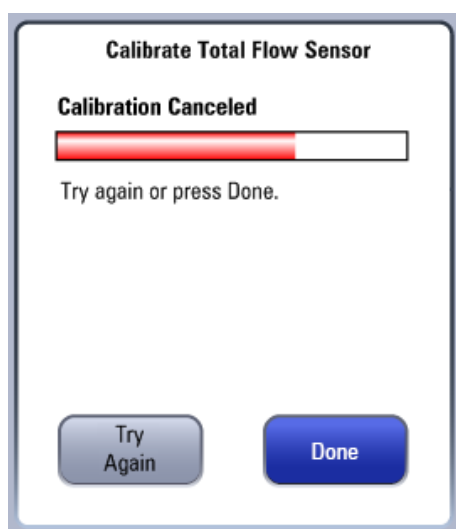 Calibrate Total Flow Sensor
Calibration Canceled
Try again or press Done.
Try
Again
Done